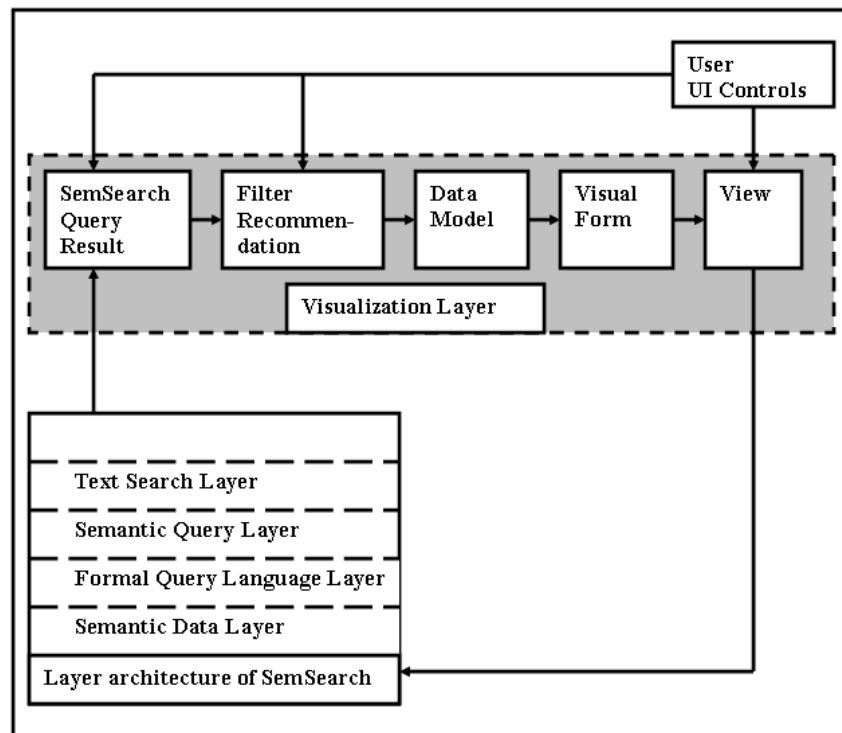 User
UI Controls
SemSearch
Query
Result
Filter
Recommen-
dation
Data
Model
Visual
Form
View
Visualization Layer
Text Search Layer
Semantic Query Layer
Formal Query Language Layer
Semantic Data Layer
Layer architecture of SemSearch